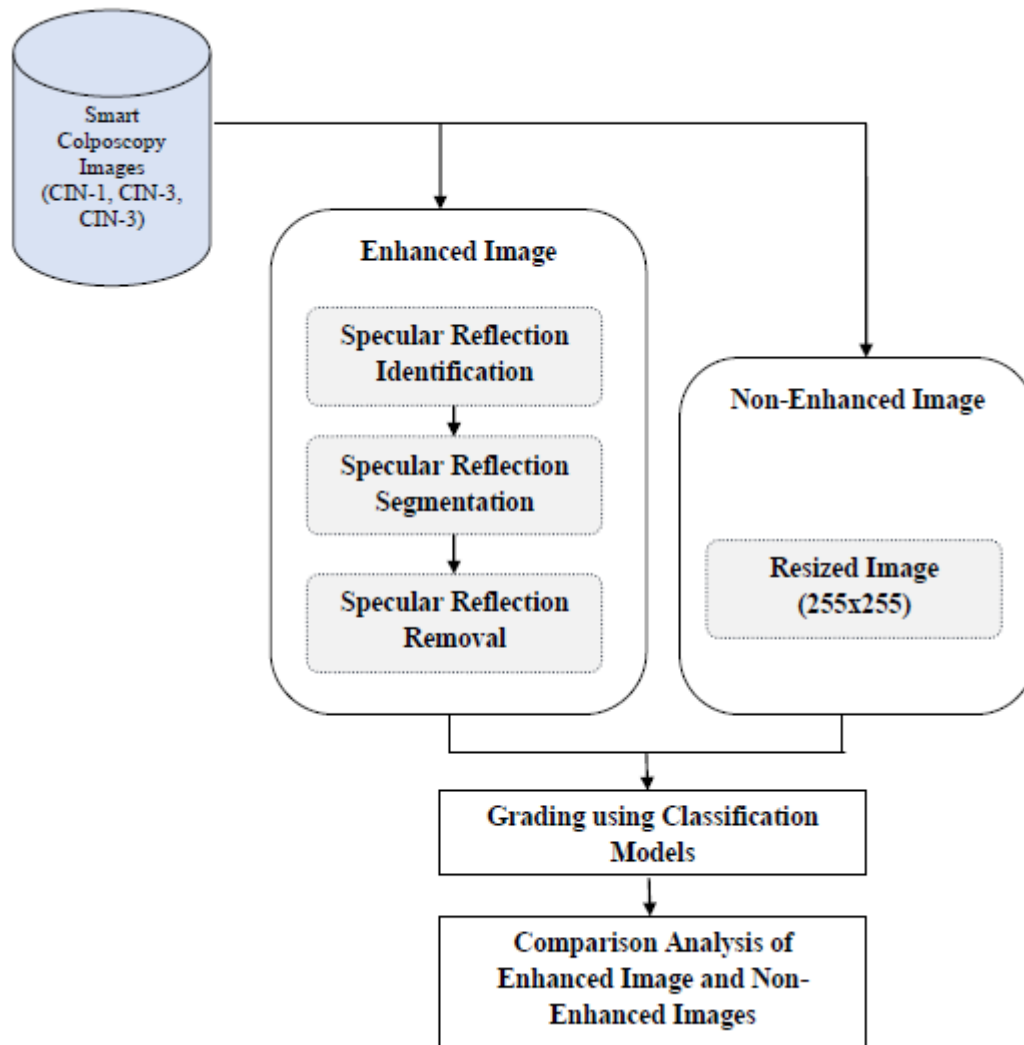 Smart
Colposcopy
Images
(CIN-1, CIN-3,
CIN-3)
Enhanced Image
Specular Reflection
Identification
Specular Reflection
Segmentation
Specular Reflection
Removal
Non-Enhanced Image
Resized Image
(255x255)
Grading using Classification
Models
Comparison Analysis of
Enhanced Image and Non-
Enhanced Images